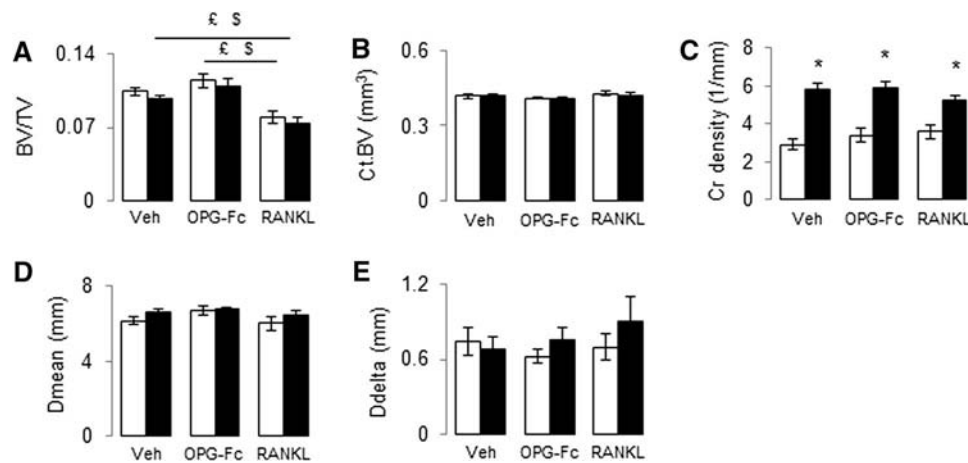 A
£ $
£ $
0.14
0.07
0
BV/TV
Veh OPG-Fc RANKL
B
0.6
0.3
0
Ct.BV (mm³)
Veh OPG-Fc RANKL
C
8
6
4
2
0
Cr density (1/mm)
* * *
Veh OPG-Fc RANKL
D
8
4
0
Dmean (mm)
Veh OPG-Fc RANKL
E
1.2
0.6
0
Ddelta (mm)
Veh OPG-Fc RANKL